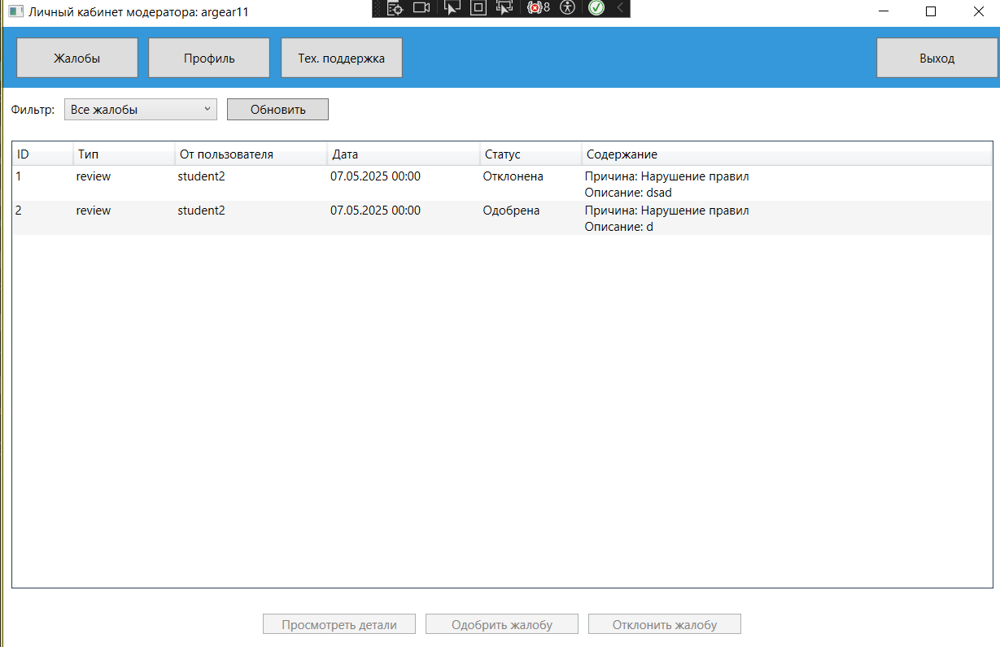 Личный кабинет модератора: argear11
8
Жалобы
Профиль
Тех. поддержка
Выход
Фильтр:
Все жалобы
Обновить
ID Тип От пользователя Дата Статус Содержание
1 review student2 07.05.2025 00:00 Отклонена Причина: Нарушение правил
Описание: dsad
2 review student2 07.05.2025 00:00 Одобрена Причина: Нарушение правил
Описание: d
Просмотреть детали
Одобрить жалобу
Отклонить жалобу